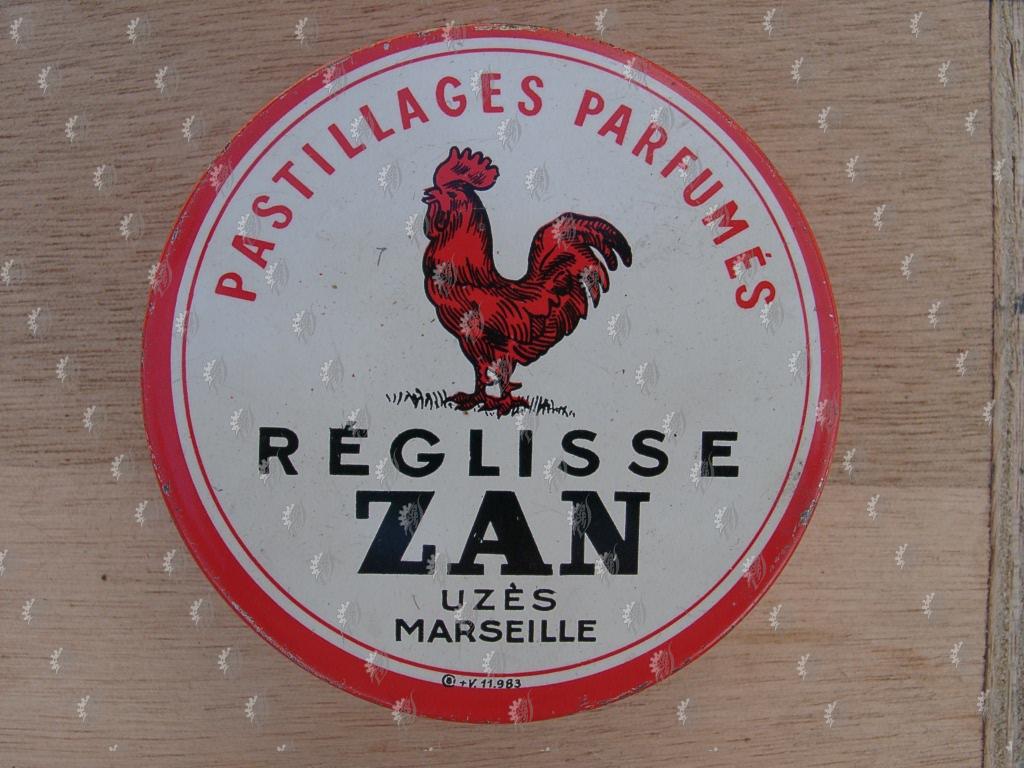 PASTILLAGES PARFUMÉS
RÉGLISSE
ZAN
UZÈS
MARSEILLE
+V. 11.983